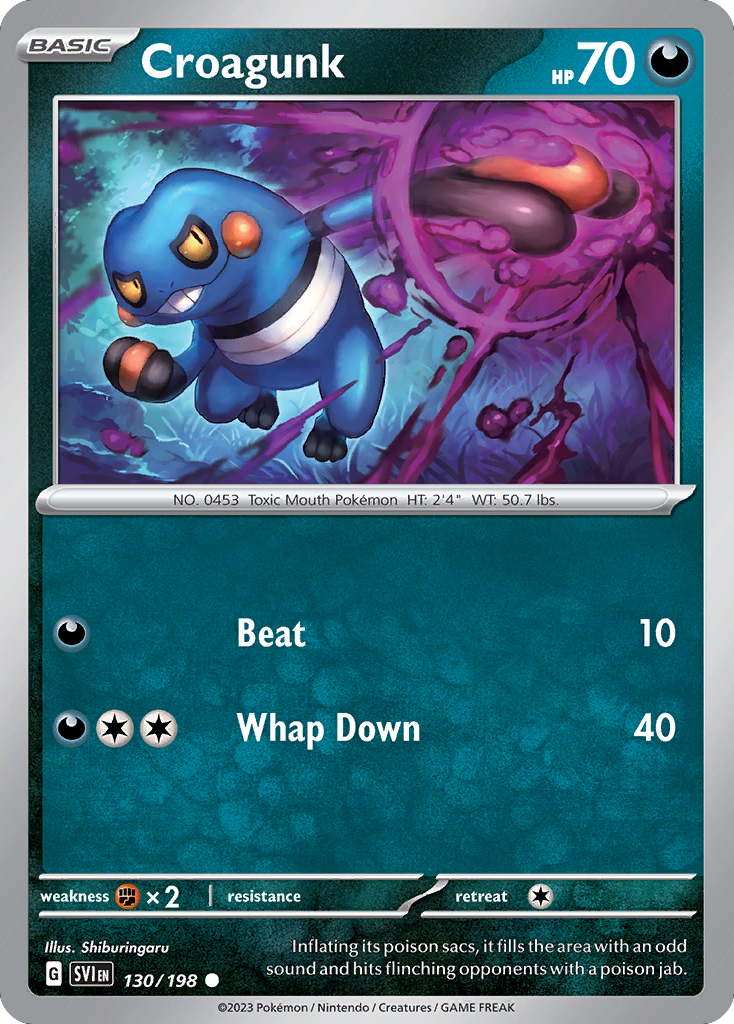 BASIC
Croagunk
HP 70
NO. 0453 Toxic Mouth Pokémon HT: 2'4" WT: 50.7 lbs.
Beat 10
Whap Down 40
weakness ×2 resistance retreat
Illus. Shiburingaru
Inflating its poison sacs, it fills the area with an odd
sound and hits flinching opponents with a poison jab.
G SVI EN 130/198
©2023 Pokémon / Nintendo / Creatures / GAME FREAK